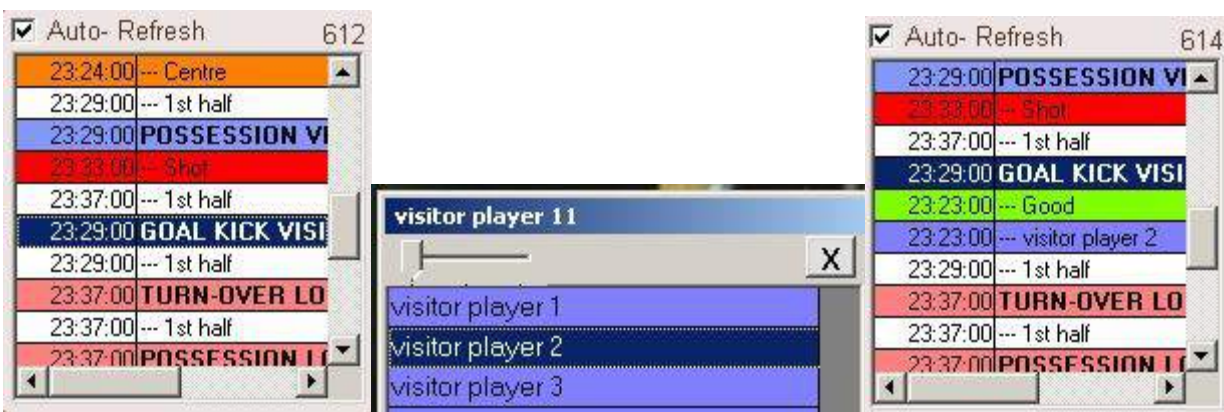 Auto- Refresh 612
23:24:00 --- Centre
23:29:00 --- 1st half
23:29:00 POSSESSION VI
23:33:00 --- Shot
23:37:00 --- 1st half
23:29:00 GOAL KICK VISI
23:29:00 --- 1st half
23:37:00 TURN-OVER LO
23:37:00 --- 1st half
23:37:00 POSSESSION LO
visitor player 11
X
visitor player 1
visitor player 2
visitor player 3
Auto- Refresh 614
23:29:00 POSSESSION VI
23:33:00 --- Shot
23:37:00 --- 1st half
23:29:00 GOAL KICK VISI
23:23:00 --- Good
23:23:00 --- visitor player 2
23:29:00 --- 1st half
23:37:00 TURN-OVER LO
23:37:00 --- 1st half
23:37:00 POSSESSION LO